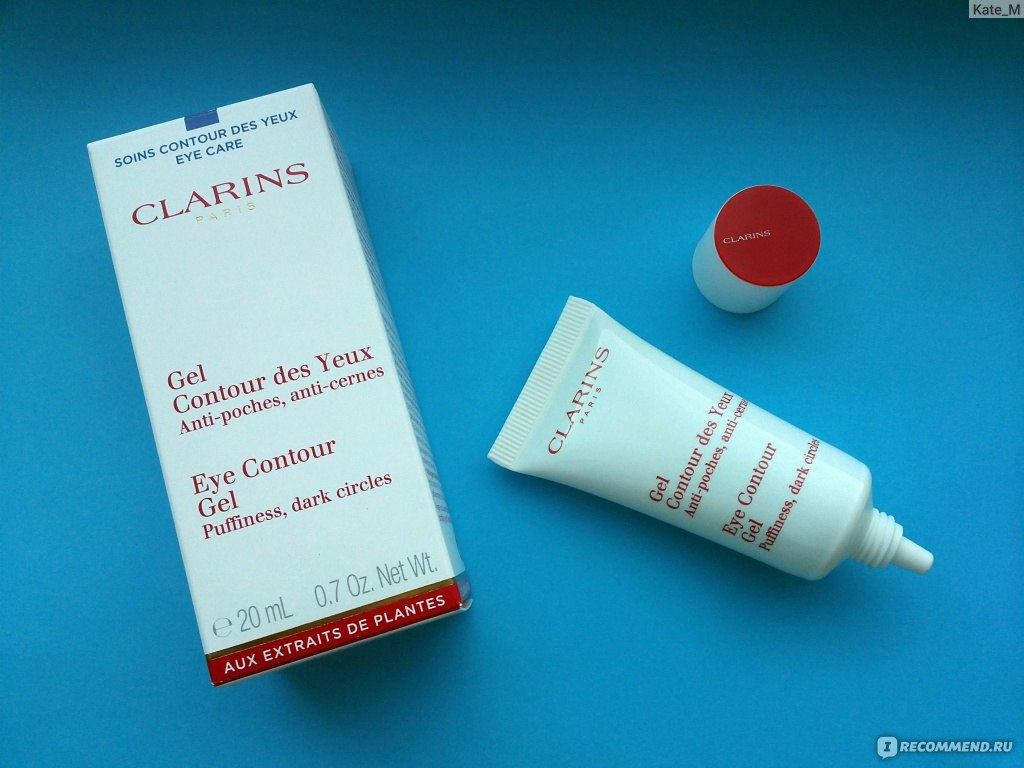 Kate_M
SOINS CONTOUR DES YEUX
EYE CARE
CLARINS
PARIS
Gel
Contour des Yeux
Anti-poches, anti-cernes
Eye Contour
Gel
Puffiness, dark circles
e 20 mL 0.7 Oz. Net Wt.
AUX EXTRAITS DE PLANTES
CLARINS
CLARINS
PARIS
Gel
Contour des Yeux
Anti-poches, anti-cernes
Eye Contour
Gel
Puffiness, dark circles
IRECOMMEND.RU